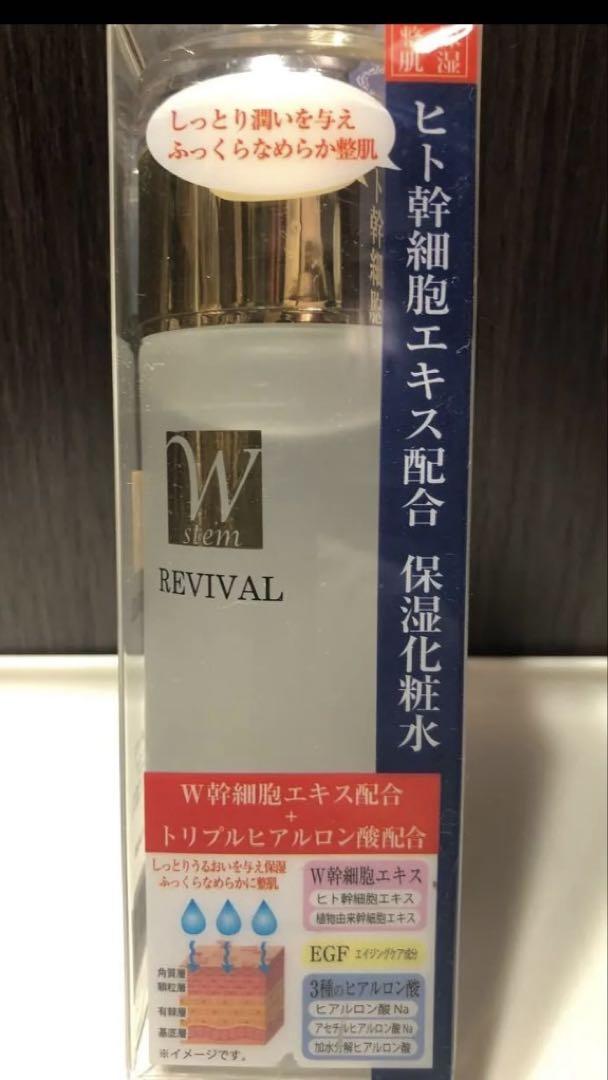 保湿
整肌
しっとり潤いを与え
ふっくらなめらか整肌
ヒト幹細胞エキス配合 保湿化粧水
ト幹細胞
W
stem
REVIVAL
W幹細胞エキス配合
+
トリプルヒアルロン酸配合
しっとりうるおいを与え保湿
ふっくらなめらかに整肌
角質層
顆粒層
有棘層
基底層
※イメージです。
W幹細胞エキス
ヒト幹細胞エキス
植物由来幹細胞エキス
EGF エイジングケア成分
3種のヒアルロン酸
ヒアルロン酸Na
アセチルヒアルロン酸Na
加水分解ヒアルロン酸